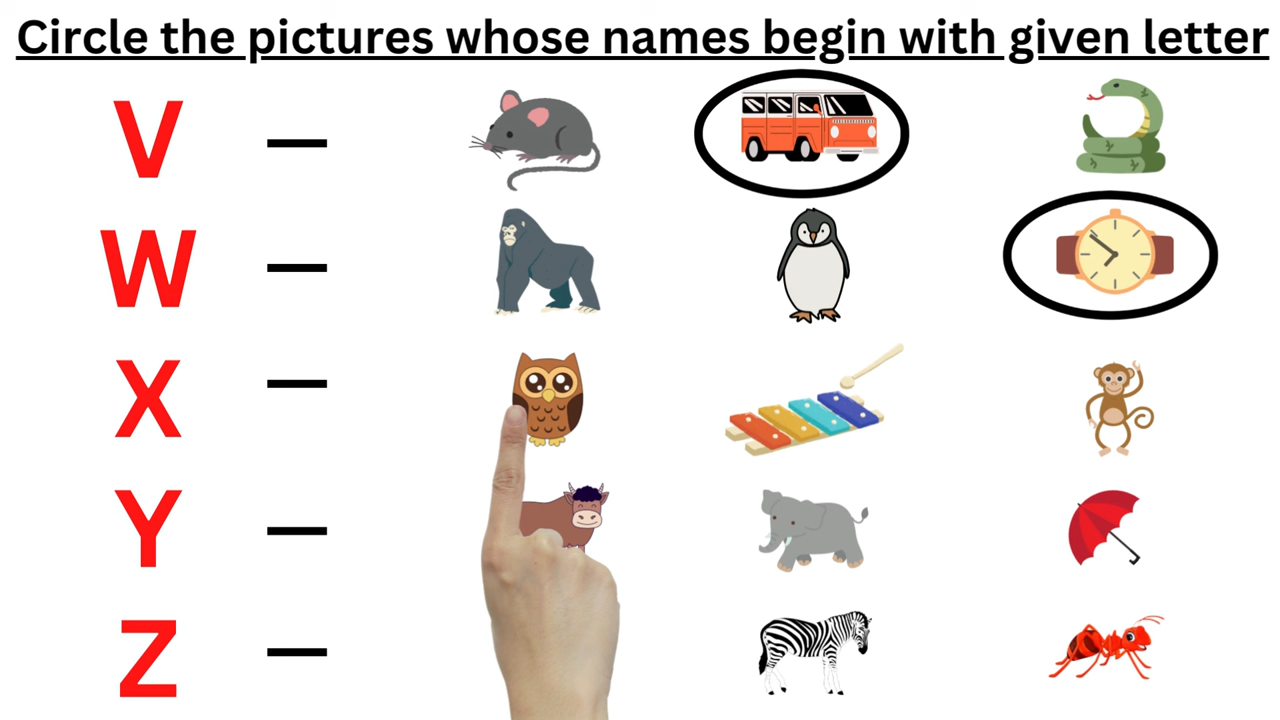 Circle the pictures whose names begin with given letter
V —
W —
X —
Y —
Z —